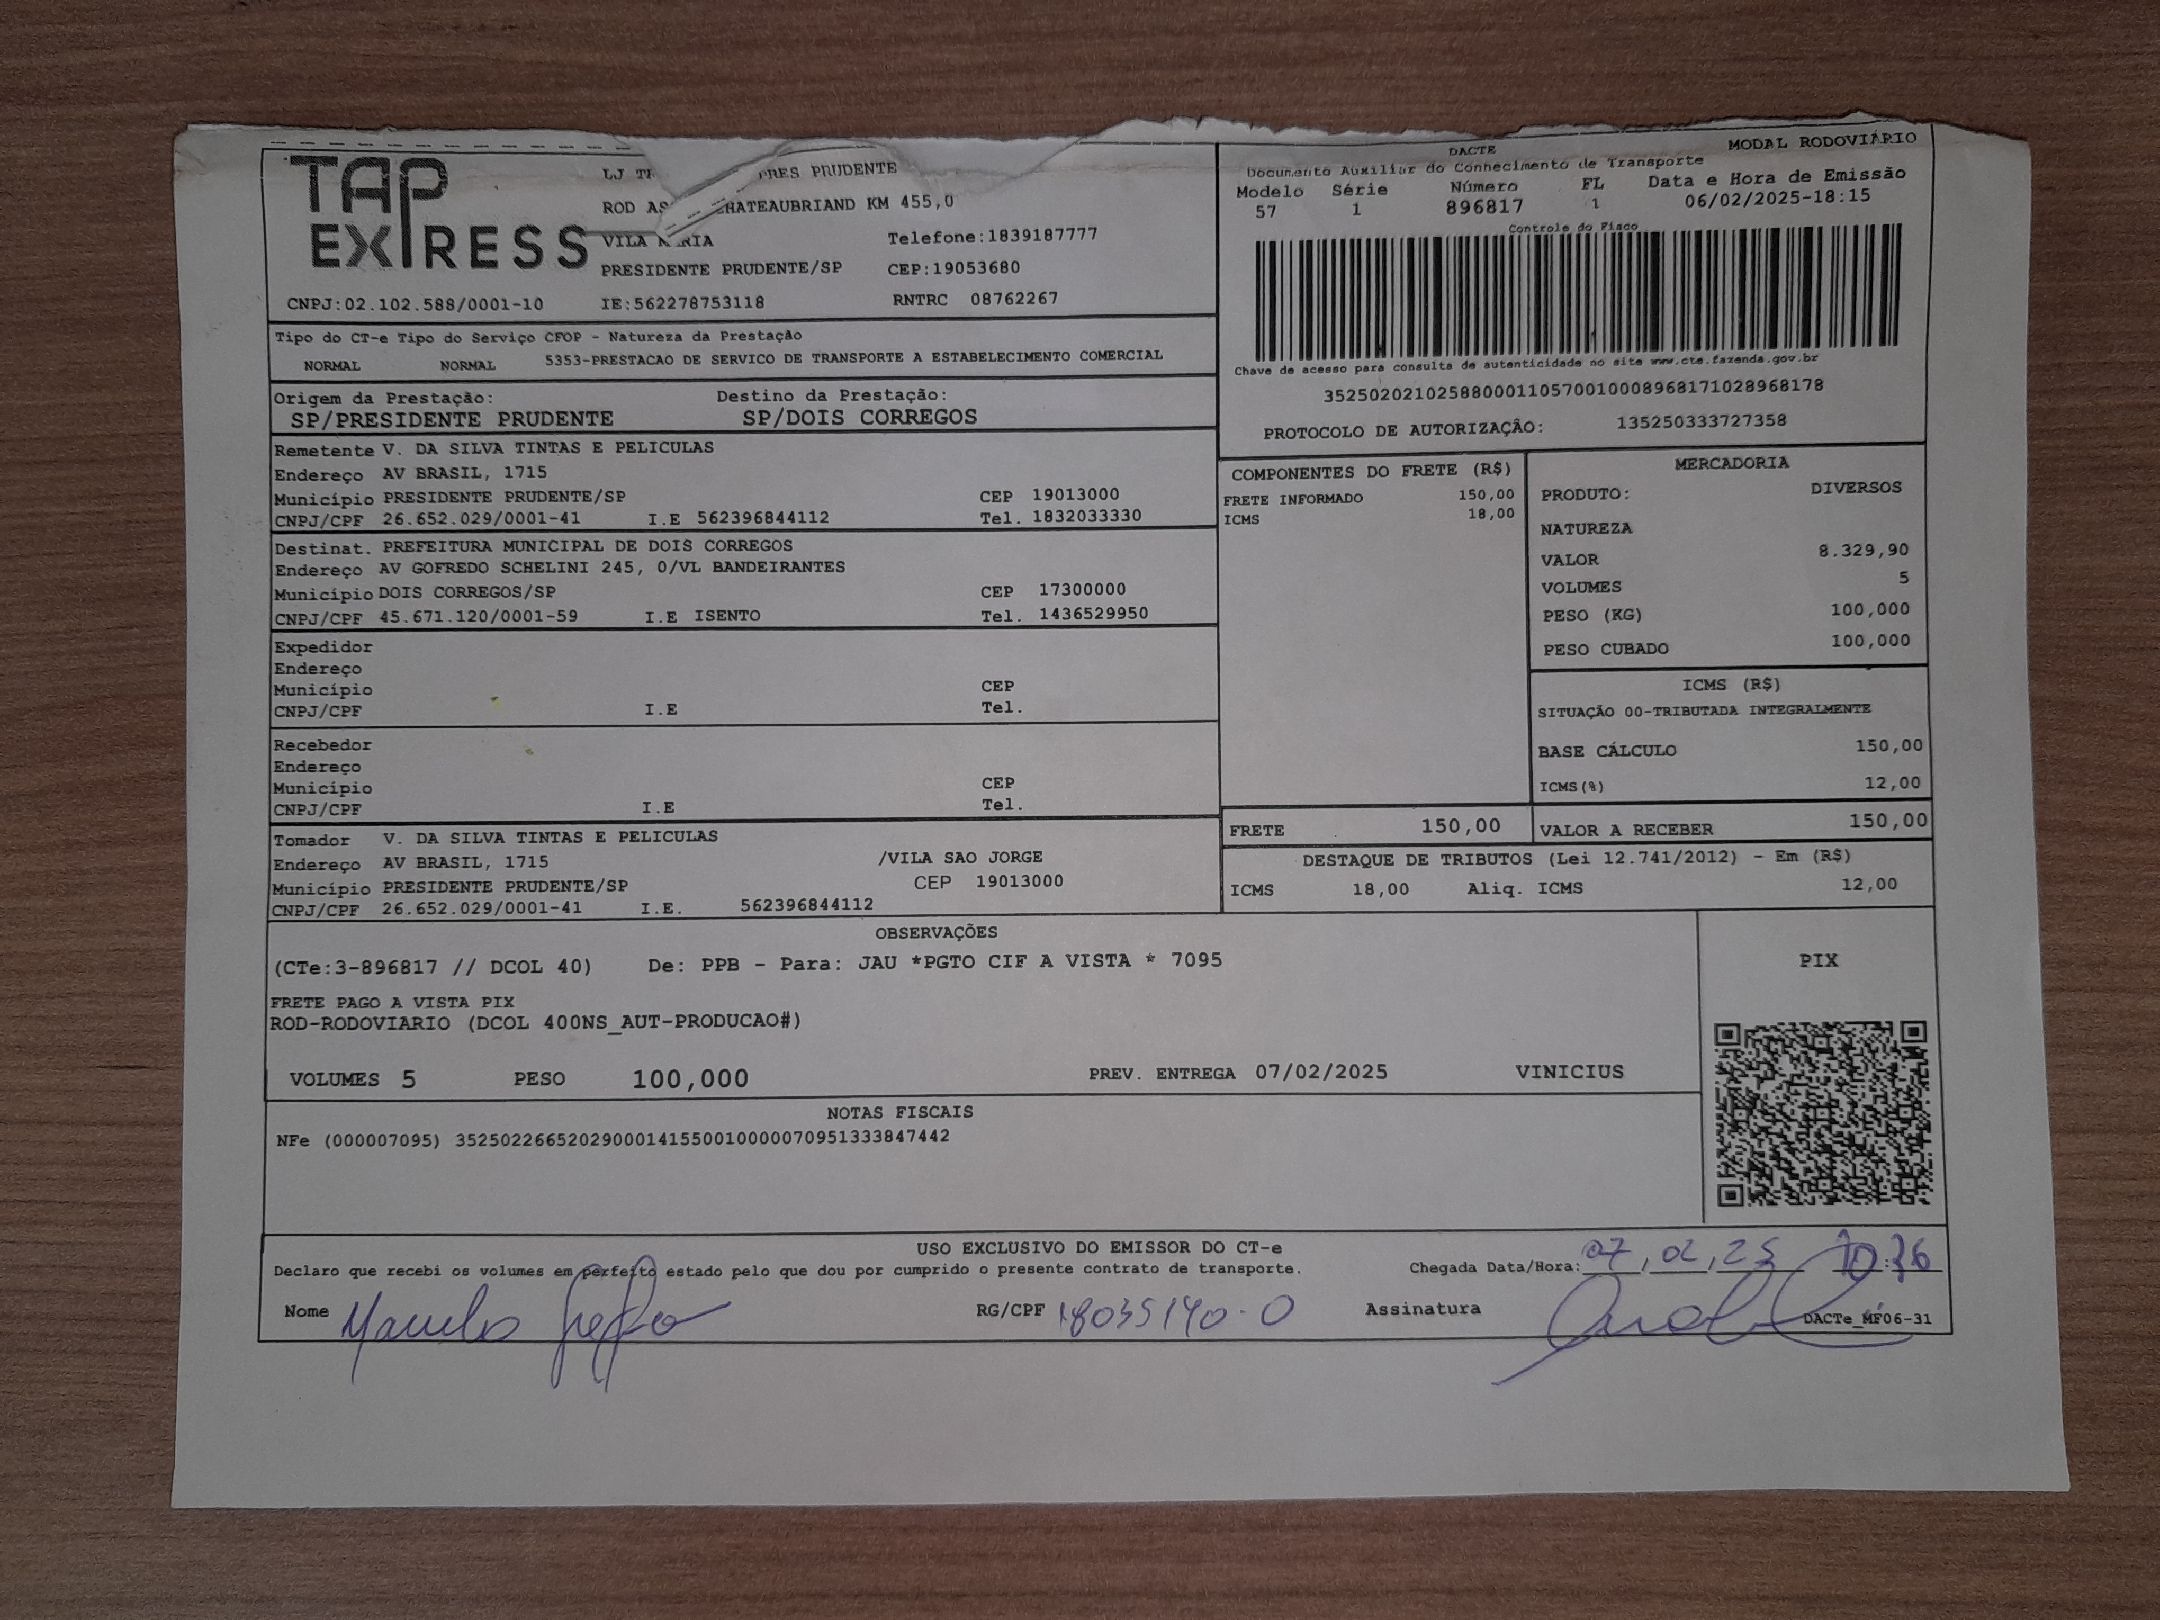 TAP EXPRESS
PRES PRUDENTE
ROD CHATEAUBRIAND KM 455,0
VILA MARIA Telefone:1839187777
PRESIDENTE PRUDENTE/SP CEP:19053680
CNPJ:02.102.588/0001-10 IE:562278753118 RNTRC 08762267
DACTE MODAL RODOVIÁRIO
Documento Auxiliar do Conhecimento de Transporte
Modelo Série Número FL Data e Hora de Emissão
57 1 896817 1 06/02/2025-18:15
Controle do Fisco
Chave de acesso para consulta de autenticidade no site www.cte.fazenda.gov.br
35250202102588000110570010008968171028968178
PROTOCOLO DE AUTORIZAÇÃO: 135250333727358
Tipo do CT-e Tipo do Serviço CFOP - Natureza da Prestação
NORMAL NORMAL 5353-PRESTACAO DE SERVICO DE TRANSPORTE A ESTABELECIMENTO COMERCIAL
Origem da Prestação: Destino da Prestação:
SP/PRESIDENTE PRUDENTE SP/DOIS CORREGOS
Remetente V. DA SILVA TINTAS E PELICULAS
Endereço AV BRASIL, 1715
Município PRESIDENTE PRUDENTE/SP CEP 19013000
CNPJ/CPF 26.652.029/0001-41 I.E 562396844112 Tel. 1832033330
Destinat. PREFEITURA MUNICIPAL DE DOIS CORREGOS
Endereço AV GOFREDO SCHELINI 245, 0/VL BANDEIRANTES
Município DOIS CORREGOS/SP CEP 17300000
CNPJ/CPF 45.671.120/0001-59 I.E ISENTO Tel. 1436529950
Expedidor
Endereço
Município CEP
CNPJ/CPF I.E Tel.
Recebedor
Endereço
Município CEP
CNPJ/CPF I.E Tel.
Tomador V. DA SILVA TINTAS E PELICULAS
Endereço AV BRASIL, 1715 /VILA SAO JORGE
Município PRESIDENTE PRUDENTE/SP CEP 19013000
CNPJ/CPF 26.652.029/0001-41 I.E. 562396844112
COMPONENTES DO FRETE (R$)
FRETE INFORMADO 150,00
ICMS 18,00
MERCADORIA
PRODUTO: DIVERSOS
NATUREZA
VALOR 8.329,90
VOLUMES 5
PESO (KG) 100,000
PESO CUBADO 100,000
ICMS (R$)
SITUAÇÃO 00-TRIBUTADA INTEGRALMENTE
BASE CÁLCULO 150,00
ICMS(%) 12,00
FRETE 150,00 VALOR A RECEBER 150,00
DESTAQUE DE TRIBUTOS (Lei 12.741/2012) - Em (R$)
ICMS 18,00 Aliq. ICMS 12,00
OBSERVAÇÕES
(CTe:3-896817 // DCOL 40) De: PPB - Para: JAU *PGTO CIF A VISTA * 7095
FRETE PAGO A VISTA PIX
ROD-RODOVIARIO (DCOL 400NS_AUT-PRODUCAO#)
VOLUMES 5 PESO 100,000 PREV. ENTREGA 07/02/2025 VINICIUS
PIX
NOTAS FISCAIS
NFe (000007095) 35250226652029000141550010000070951333847442
USO EXCLUSIVO DO EMISSOR DO CT-e
Declaro que recebi os volumes em perfeito estado pelo que dou por cumprido o presente contrato de transporte. Chegada Data/Hora: 07,02,25 10:36
Nome RG/CPF 18035140-0 Assinatura
DACTe_MF06-31